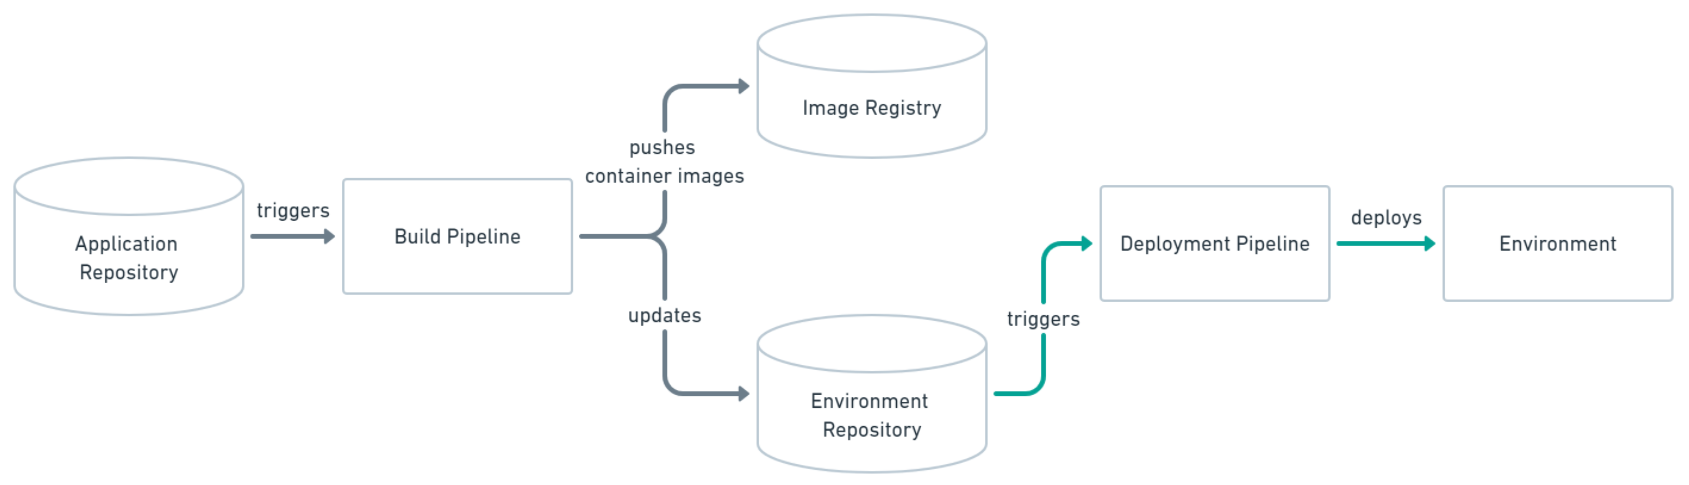 Application
Repository
triggers
Build Pipeline
pushes
container images
updates
Image Registry
Environment
Repository
triggers
Deployment Pipeline
deploys
Environment